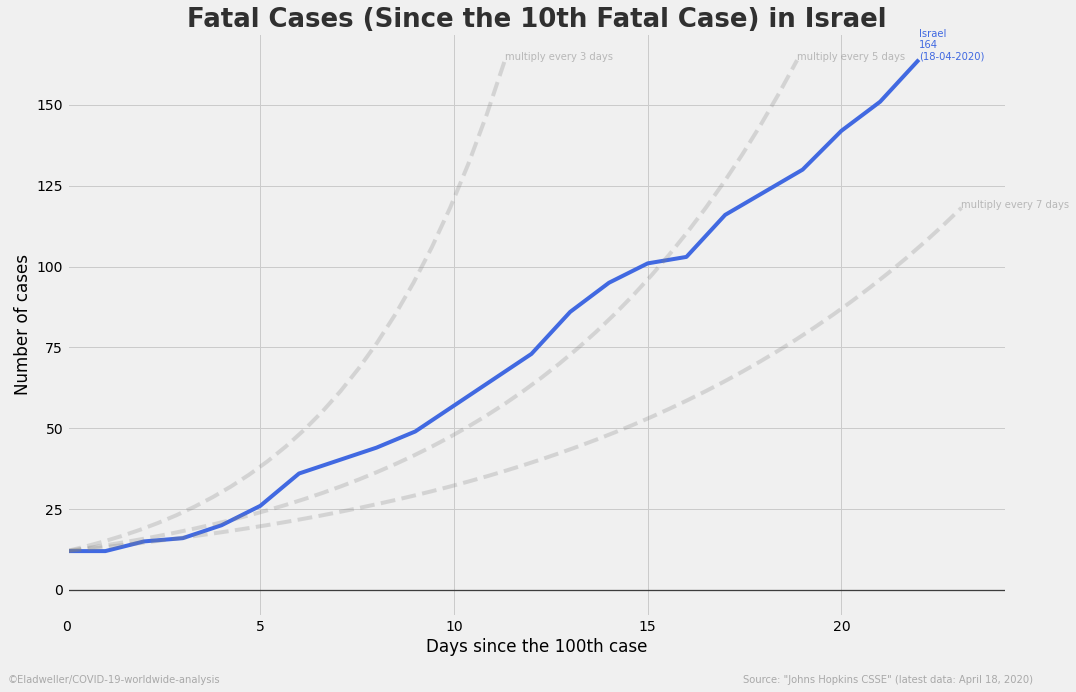 Fatal Cases (Since the 10th Fatal Case) in Israel
Israel
164
(18-04-2020)
multiply every 3 days
multiply every 5 days
multiply every 7 days
Number of cases
150
125
100
75
50
25
0
0 5 10 15 20
Days since the 100th case
©Eladweller/COVID-19-worldwide-analysis
Source: "Johns Hopkins CSSE" (latest data: April 18, 2020)